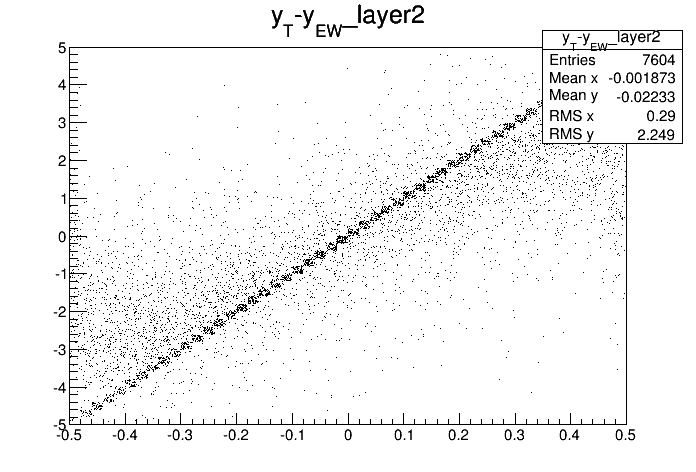 y_T-y_EW_layer2
y_T-y_EW_layer2
Entries 7604
Mean x -0.001873
Mean y -0.02233
RMS x 0.29
RMS y 2.249
5
4
3
2
1
0
-1
-2
-3
-4
-5
-0.5 -0.4 -0.3 -0.2 -0.1 0 0.1 0.2 0.3 0.4 0.5